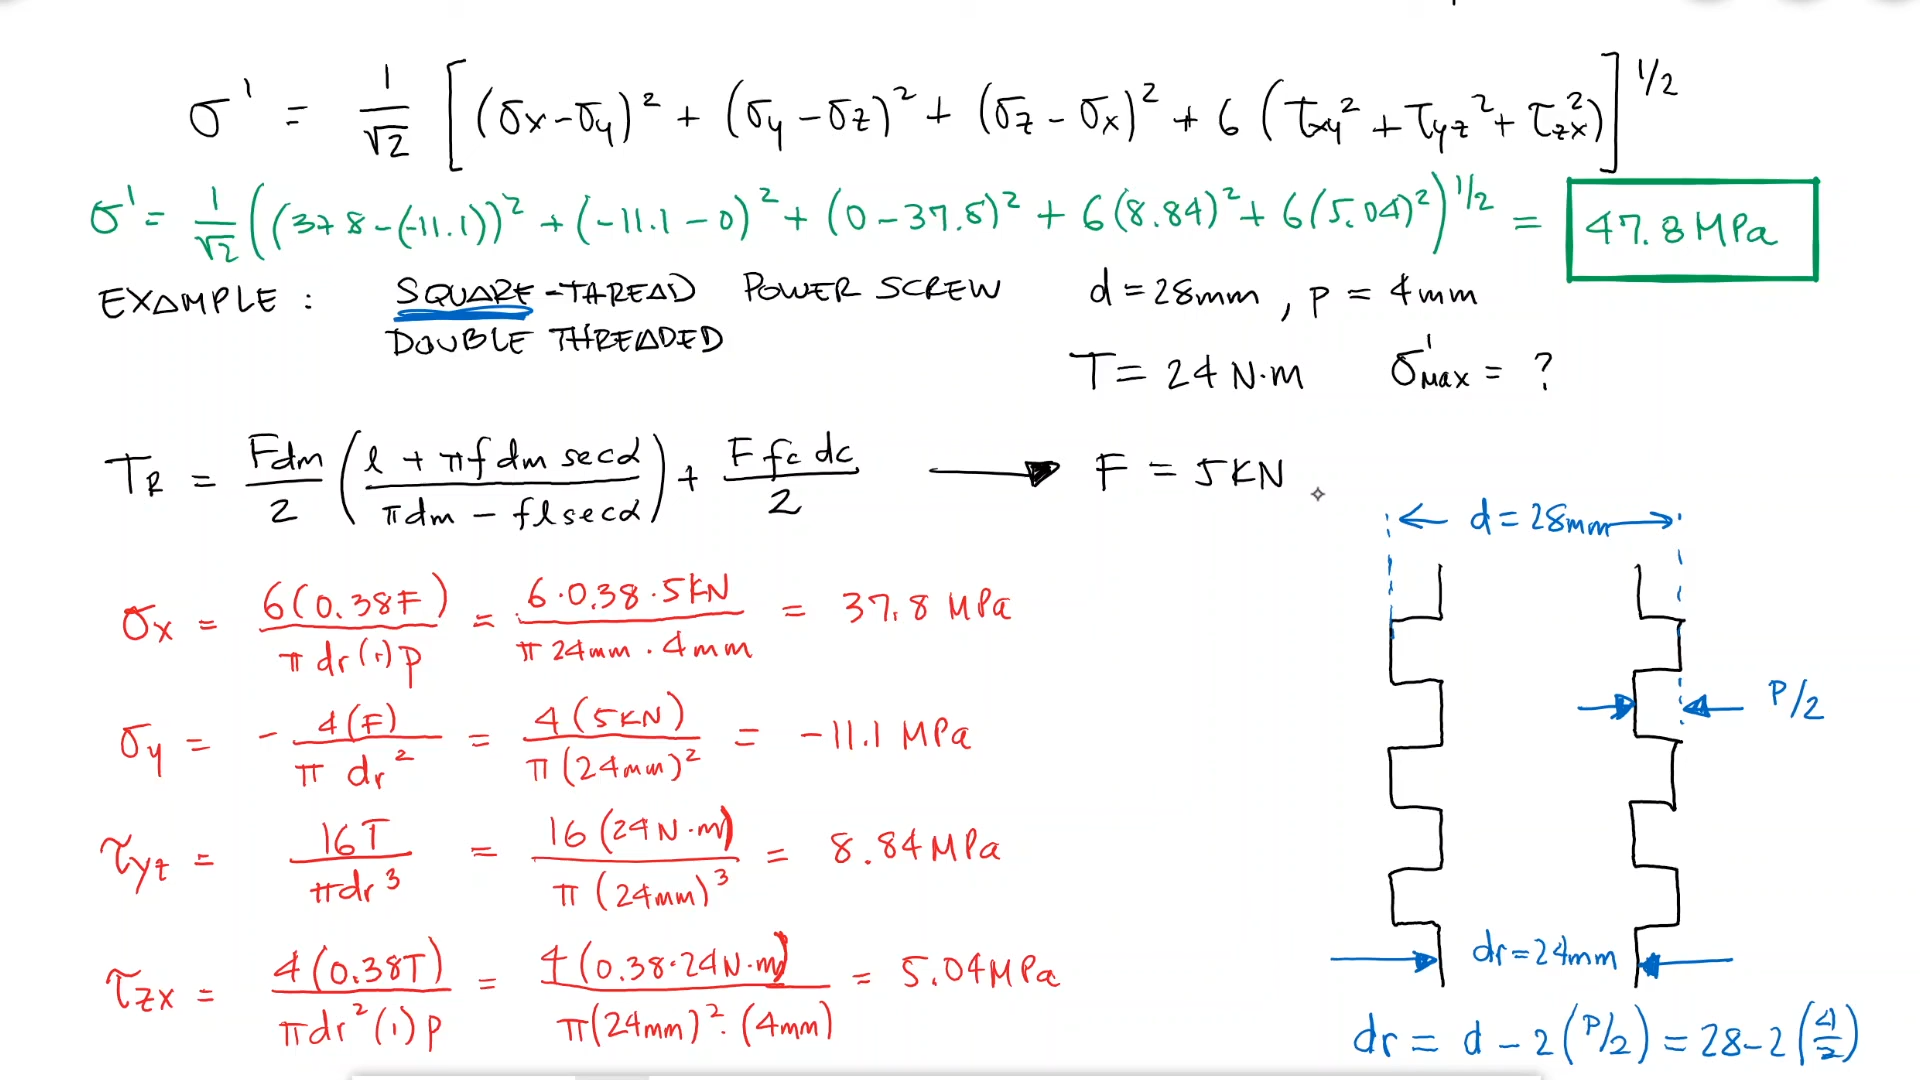 σ' = 1/√2 [(σx-σy)² + (σy-σz)² + (σz-σx)² + 6(τxy² + τyz² + τzx²)]^1/2
σ' = 1/√2 ((37.8-(-11.1))² + (-11.1-0)² + (0-37.8)² + 6(8.84)² + 6(5.04)²)^1/2 = 47.8 MPa
EXAMPLE : SQUARE-THREAD POWER SCREW d = 28mm , p = 4mm
DOUBLE THREADED
T = 24 N·m σ'MAX = ?
TR = Fdm/2 (l + πf dm secα / πdm - flsecα) + F fc dc/2 → F = 5KN
d = 28mm
σx = 6(0.38F)/π dr(1)p = 6·0.38·5KN/π 24mm·4mm = 37.8 MPa
P/2
σy = - 4(F)/π dr² = 4(5KN)/π(24mm)² = -11.1 MPa
τyz = 16T/πdr³ = 16(24N·m)/π(24mm)³ = 8.84MPa
τzx = 4(0.38T)/πdr²(1)p = 4(0.38·24N·m)/π(24mm)²·(4mm) = 5.04MPa
dr=24mm
dr = d - 2(P/2) = 28-2(4/2)